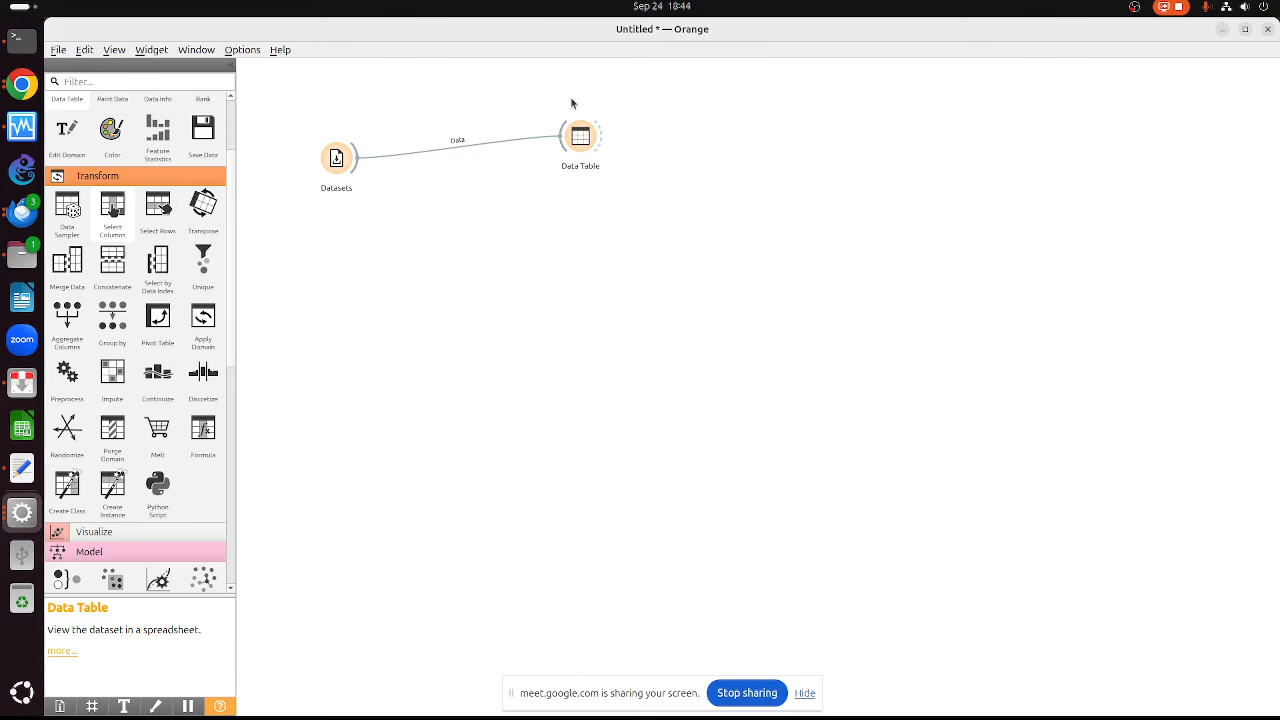 Sep 24 18:44
Untitled * — Orange
File Edit View Widget Window Options Help
Filter...
Data Table Paint Data Data Info Rank
Edit Domain Color Feature Statistics Save Data
Transform
Data Sampler Select Columns Select Rows Transpose
Merge Data Concatenate Select by Data Index Unique
Aggregate Columns Group by Pivot Table Apply Domain
Preprocess Impute Continuize Discretize
Randomize Purge Domain Melt Formula
Create Class Create Instance Python Script
Visualize
Model
Data Table
View the dataset in a spreadsheet.
more...
Datasets
Data
Data Table
3
1
zoom
meet.google.com is sharing your screen. Stop sharing Hide